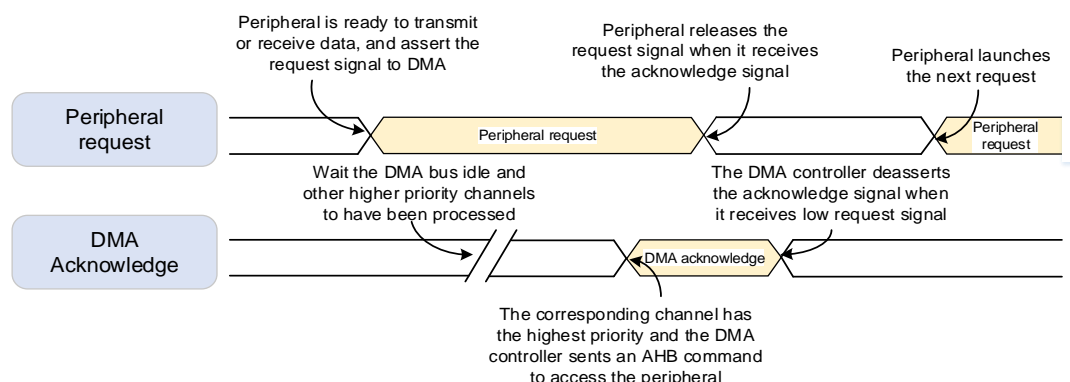 Peripheral is ready to transmit
or receive data, and assert the
request signal to DMA
Peripheral releases the
request signal when it receives
the acknowledge signal
Peripheral launches
the next request
Peripheral
request
Peripheral request
Peripheral
request
Wait the DMA bus idle and
other higher priority channels
to have been processed
The DMA controller deasserts
the acknowledge signal when
it receives low request signal
DMA
Acknowledge
DMA acknowledge
The corresponding channel has
the highest priority and the DMA
controller sents an AHB command
to access the peripheral